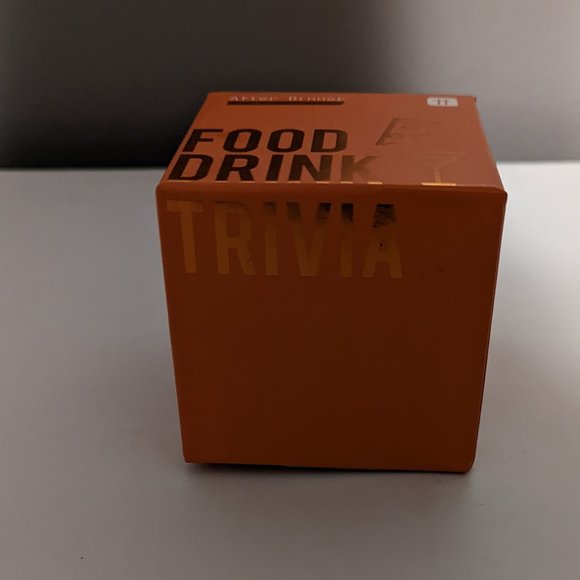 After Dinner
FOOD
DRINK
TRIVIA